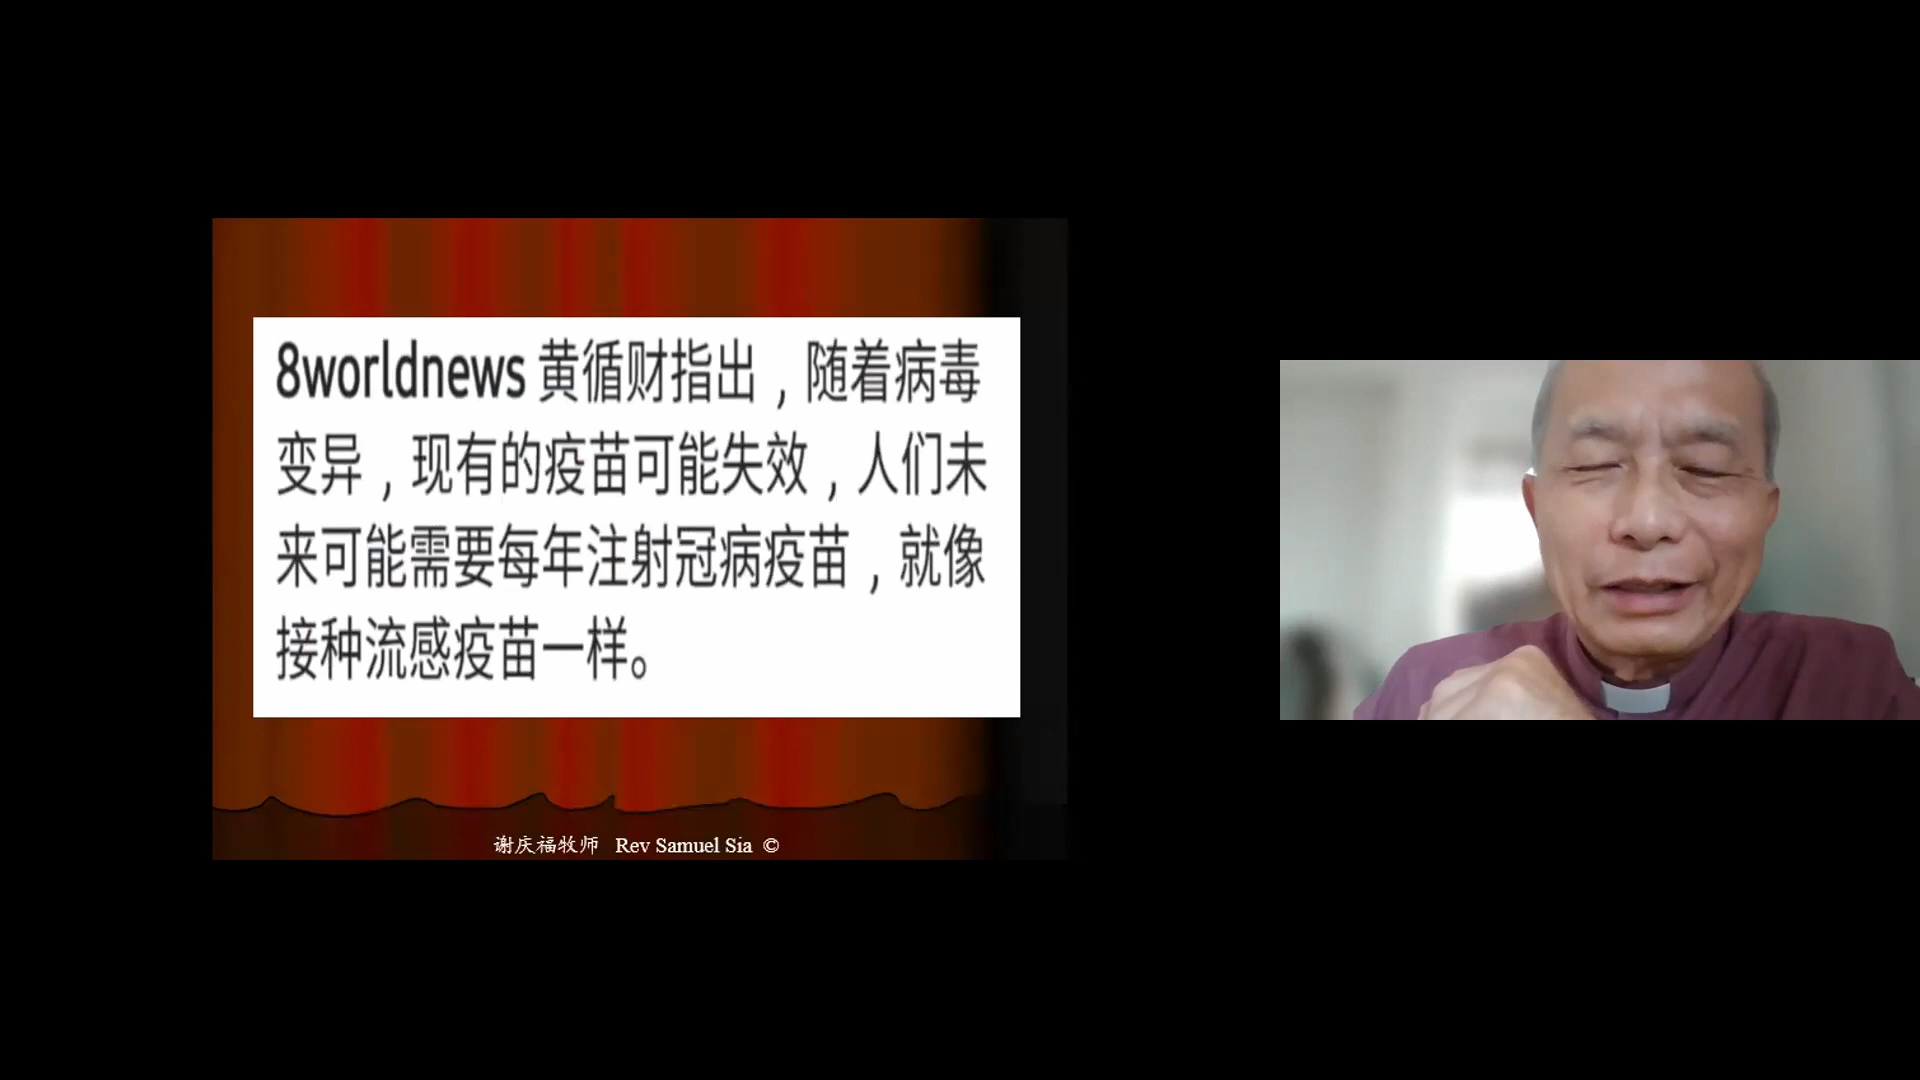 8worldnews 黄循财指出，随着病毒
变异，现有的疫苗可能失效，人们未
来可能需要每年注射冠病疫苗，就像
接种流感疫苗一样。
谢庆福牧师 Rev Samuel Sia ©